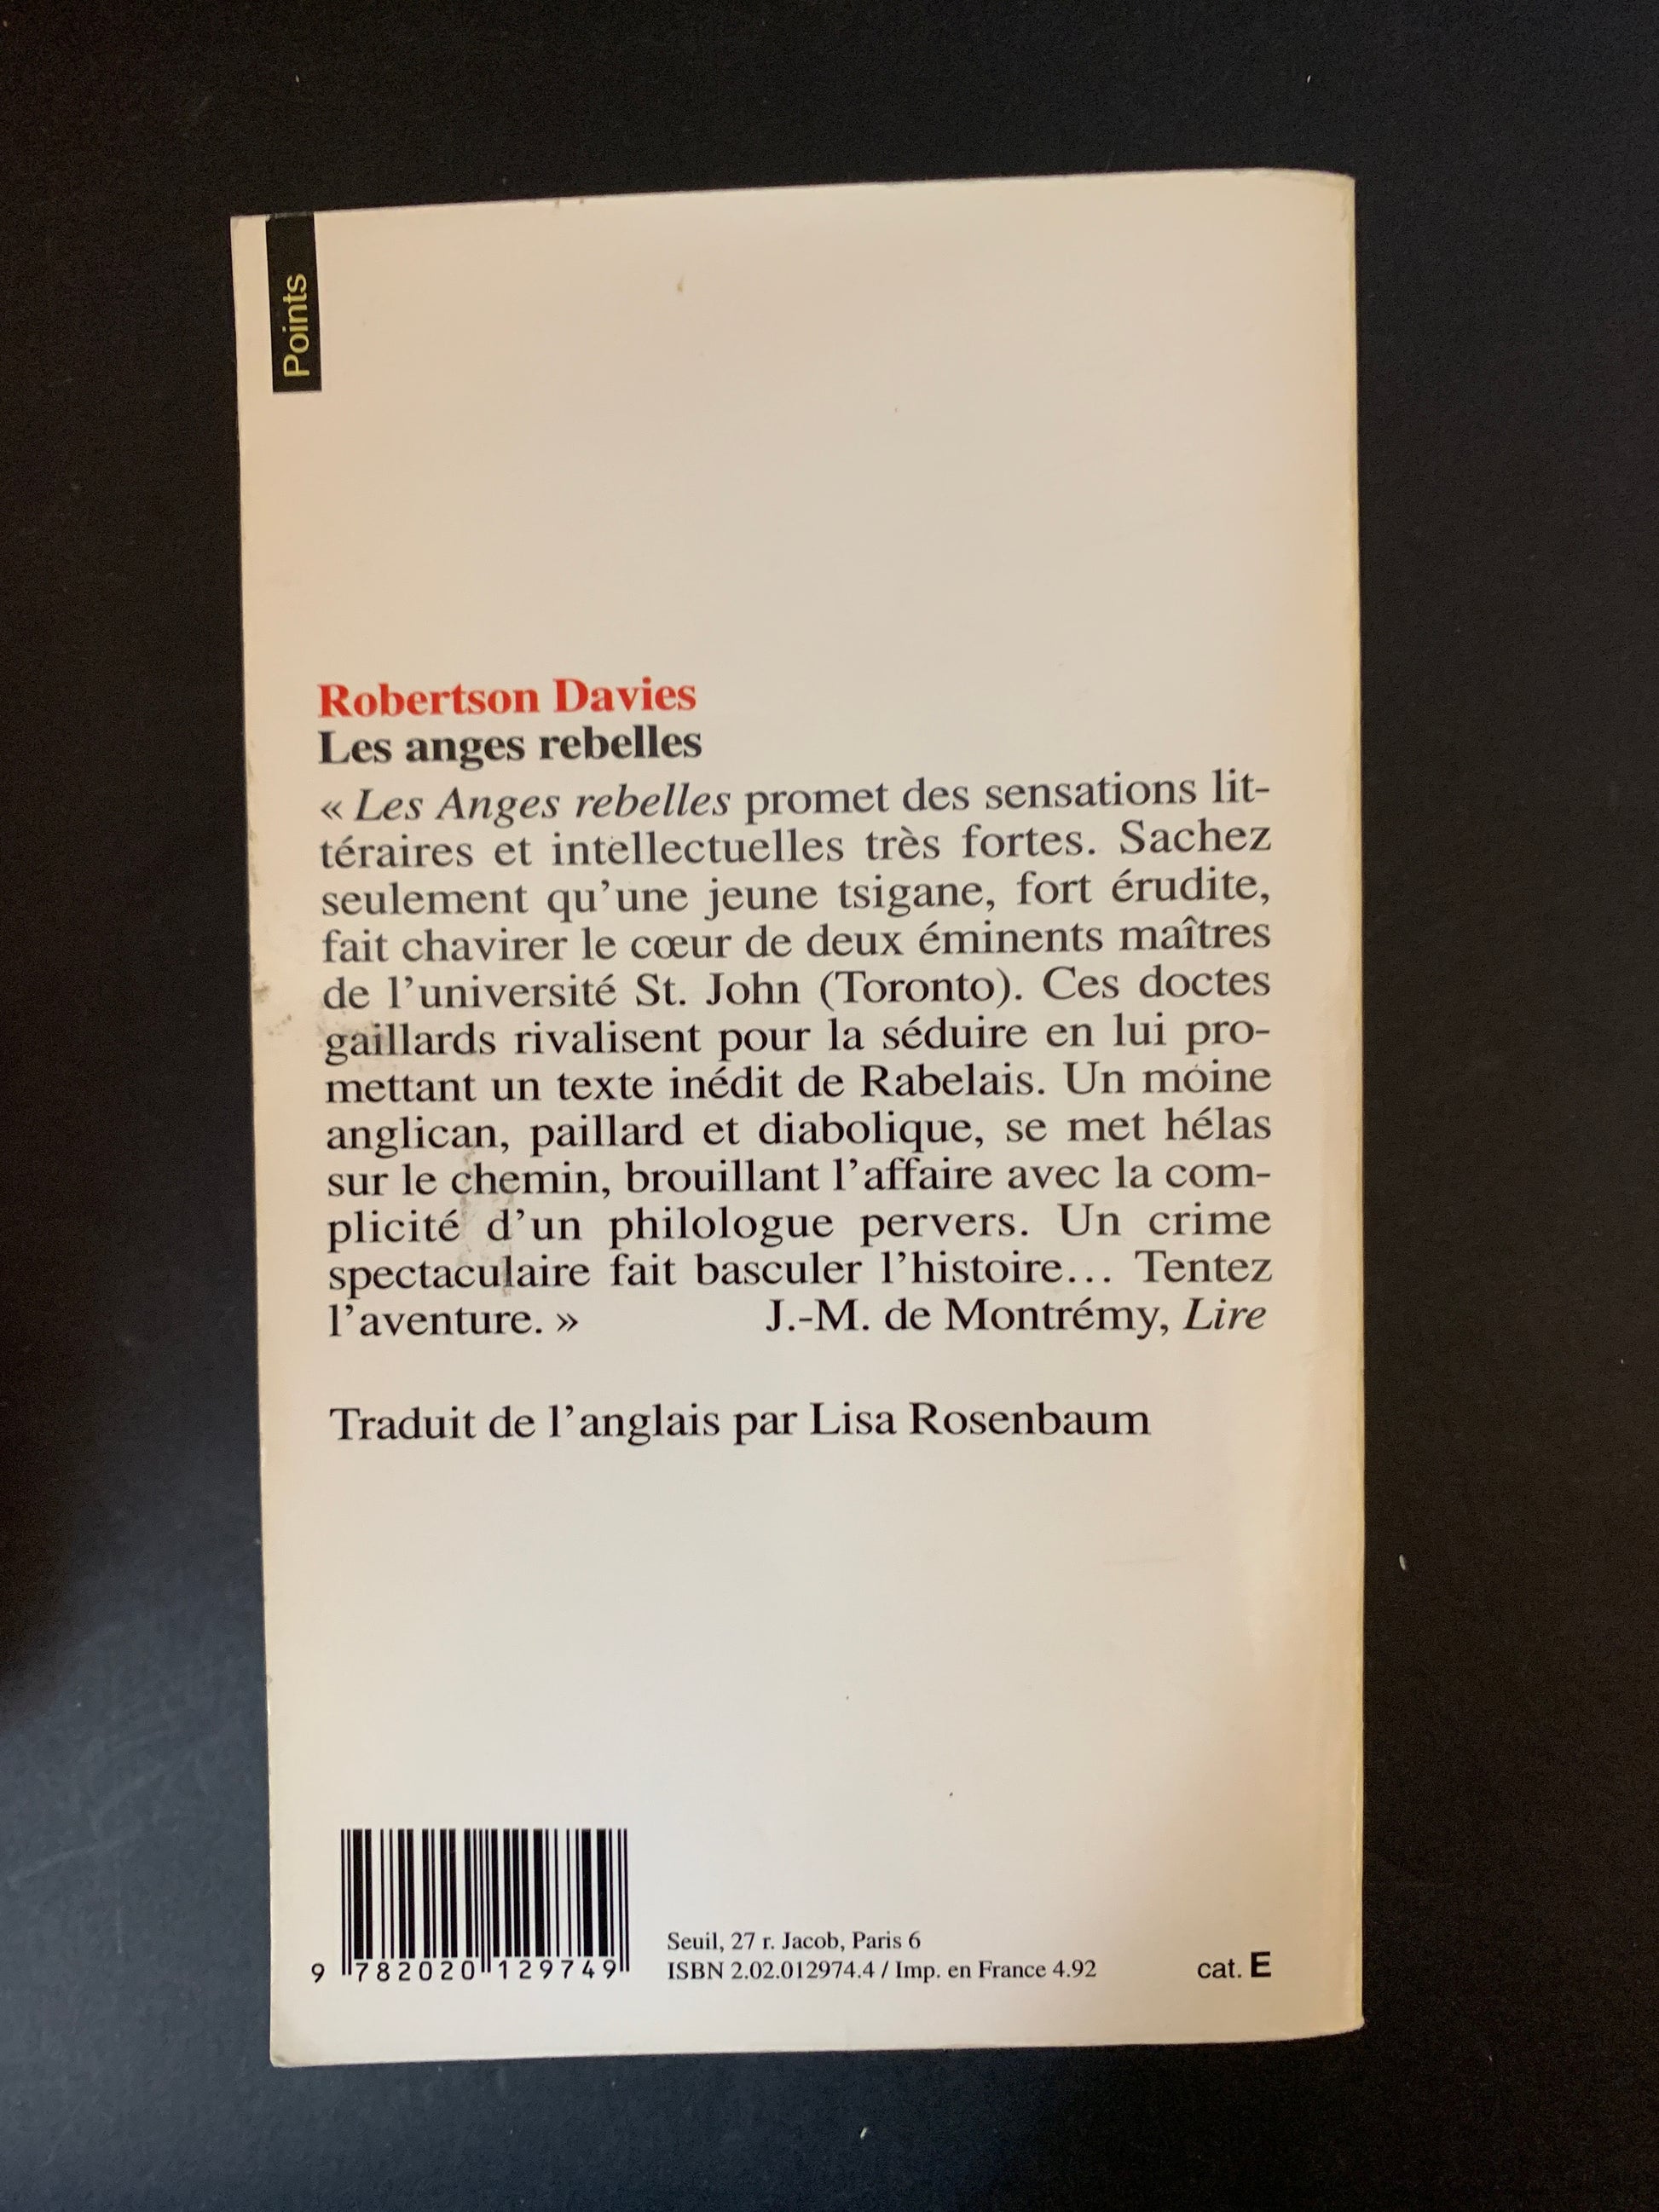 Points
Robertson Davies
Les anges rebelles
« Les Anges rebelles promet des sensations lit-
téraires et intellectuelles très fortes. Sachez
seulement qu’une jeune tsigane, fort érudite,
fait chavirer le cœur de deux éminents maîtres
de l’université St. John (Toronto). Ces doctes
gaillards rivalisent pour la séduire en lui pro-
mettant un texte inédit de Rabelais. Un moine
anglican, paillard et diabolique, se met hélas
sur le chemin, brouillant l’affaire avec la com-
plicité d’un philologue pervers. Un crime
spectaculaire fait basculer l’histoire… Tentez
l’aventure. » J.-M. de Montrémy, Lire
Traduit de l’anglais par Lisa Rosenbaum
9 782020 129749
Seuil, 27 r. Jacob, Paris 6
ISBN 2.02.012974.4 / Imp. en France 4.92
cat. E